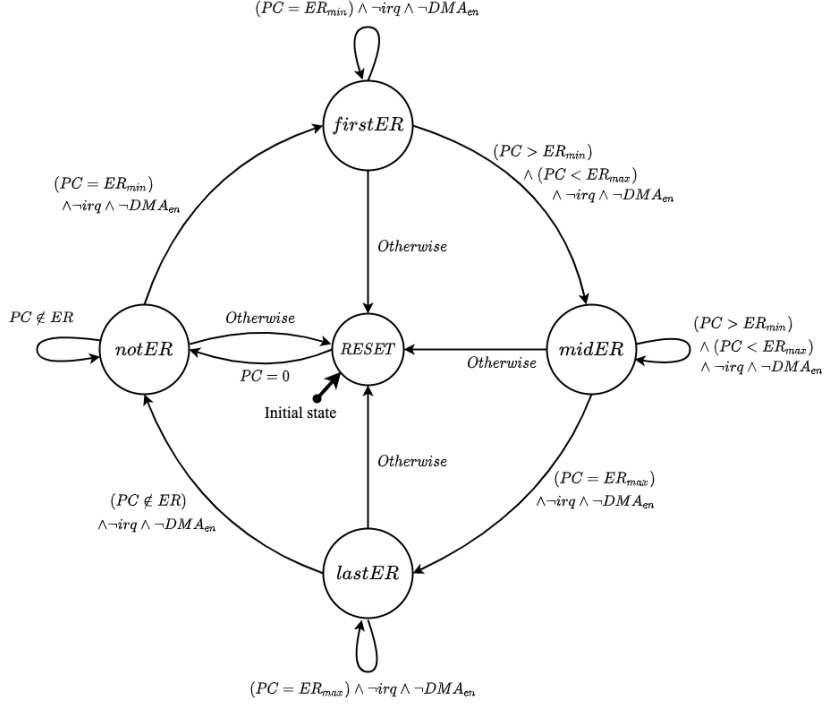 (PC = ER_min) ∧ ¬irq ∧ ¬DMA_en
firstER
(PC > ER_min)
∧ (PC < ER_max)
∧ ¬irq ∧ ¬DMA_en
(PC = ER_min)
∧¬irq ∧ ¬DMA_en
Otherwise
PC ∉ ER
notER
Otherwise
RESET
PC = 0
Initial state
midER
Otherwise
(PC > ER_min)
∧ (PC < ER_max)
∧ ¬irq ∧ ¬DMA_en
Otherwise
(PC = ER_max)
∧¬irq ∧ ¬DMA_en
(PC ∉ ER)
∧¬irq ∧ ¬DMA_en
lastER
(PC = ER_max) ∧ ¬irq ∧ ¬DMA_en